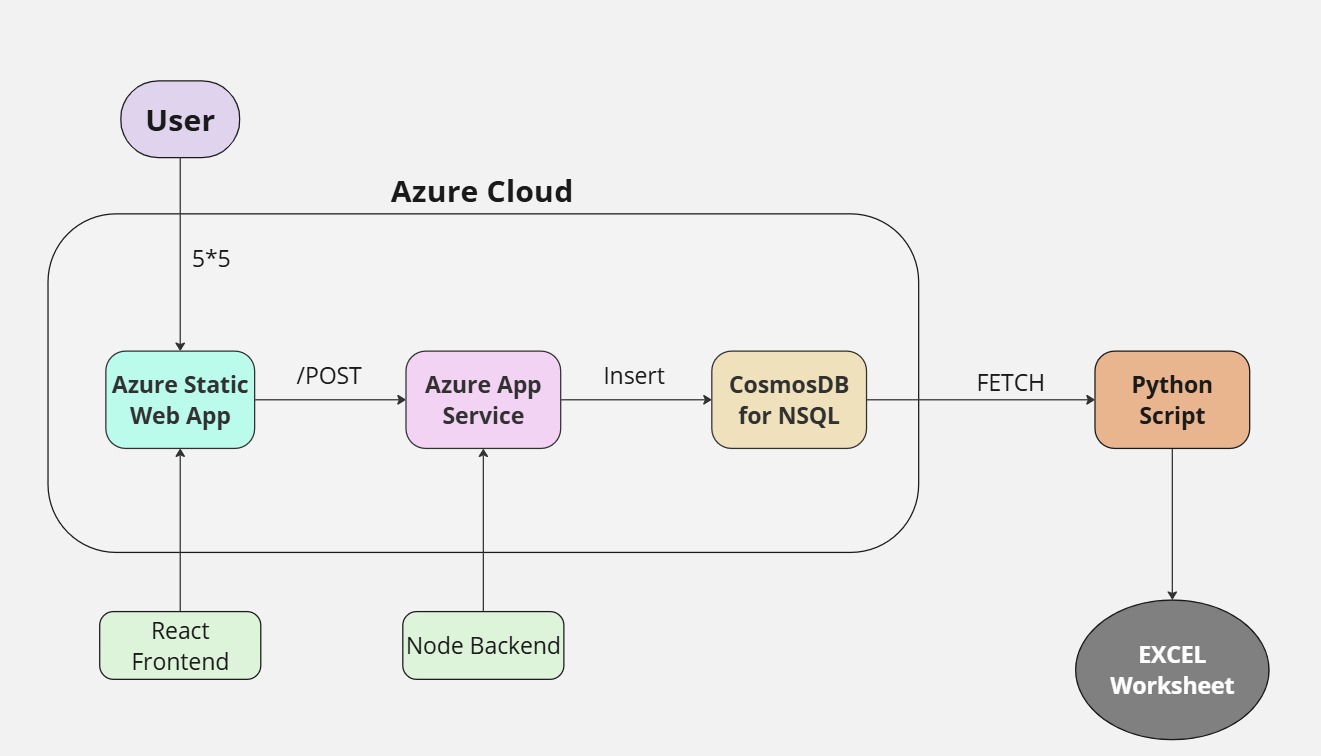 User
Azure Cloud
5*5
Azure Static
Web App
/POST
Azure App
Service
Insert
CosmosDB
for NSQL
FETCH
Python
Script
React
Frontend
Node Backend
EXCEL
Worksheet